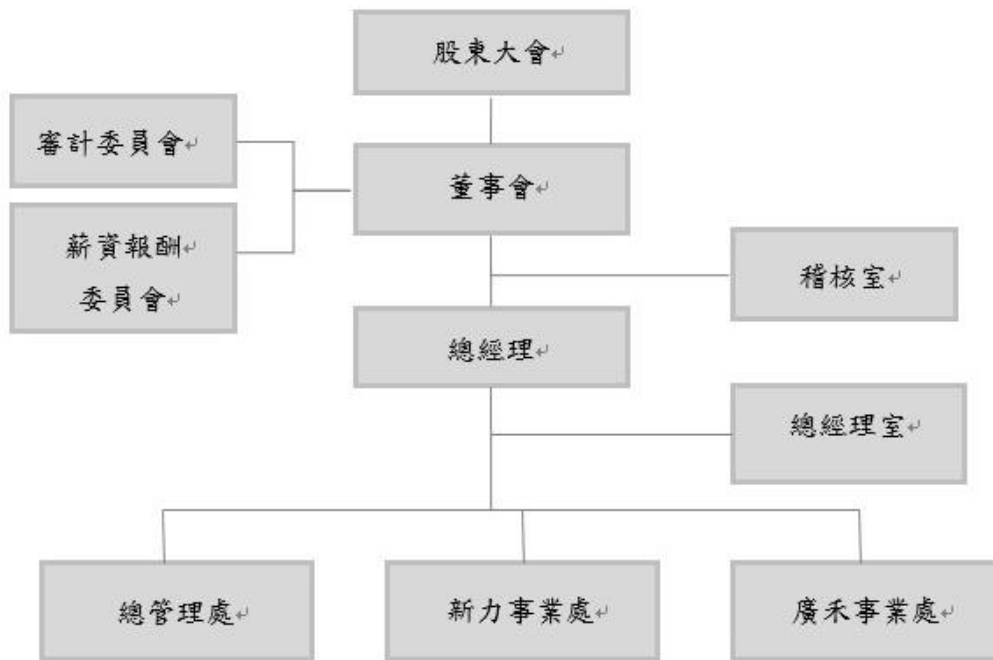 股東大會
審計委員會
董事會
薪資報酬
委員會
稽核室
總經理
總經理室
總管理處
新力事業處
廣禾事業處